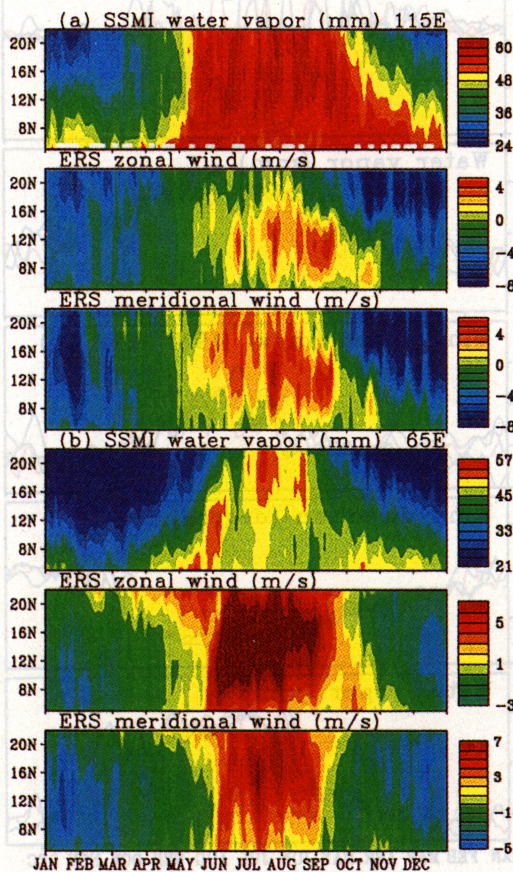 (a) SSMI water vapor (mm) 115E
20N
16N
12N
8N
60
48
36
24
ERS zonal wind (m/s)
20N
16N
12N
8N
4
0
-4
-8
ERS meridional wind (m/s)
20N
16N
12N
8N
4
0
-4
-8
(b) SSMI water vapor (mm) 65E
20N
16N
12N
8N
57
45
33
21
ERS zonal wind (m/s)
20N
16N
12N
8N
5
1
-3
ERS meridional wind (m/s)
20N
16N
12N
8N
7
3
-1
-5
JAN FEB MAR APR MAY JUN JUL AUG SEP OCT NOV DEC